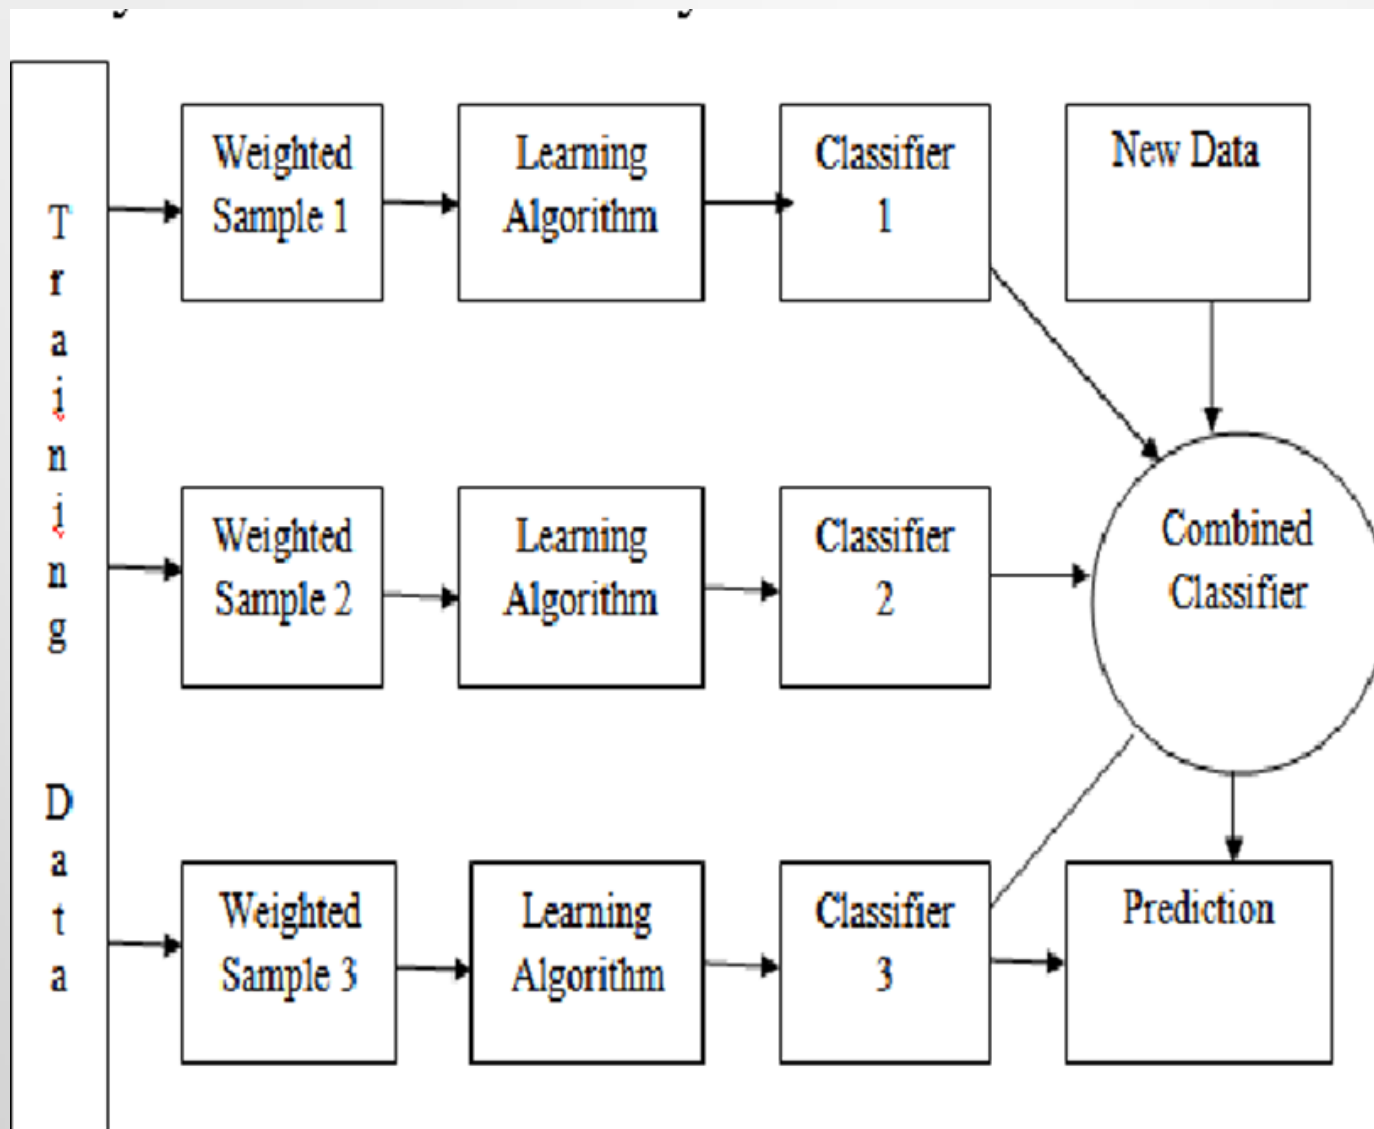 Training
Data
Weighted
Sample 1
Learning
Algorithm
Classifier
1
New Data
Weighted
Sample 2
Learning
Algorithm
Classifier
2
Combined
Classifier
Weighted
Sample 3
Learning
Algorithm
Classifier
3
Prediction